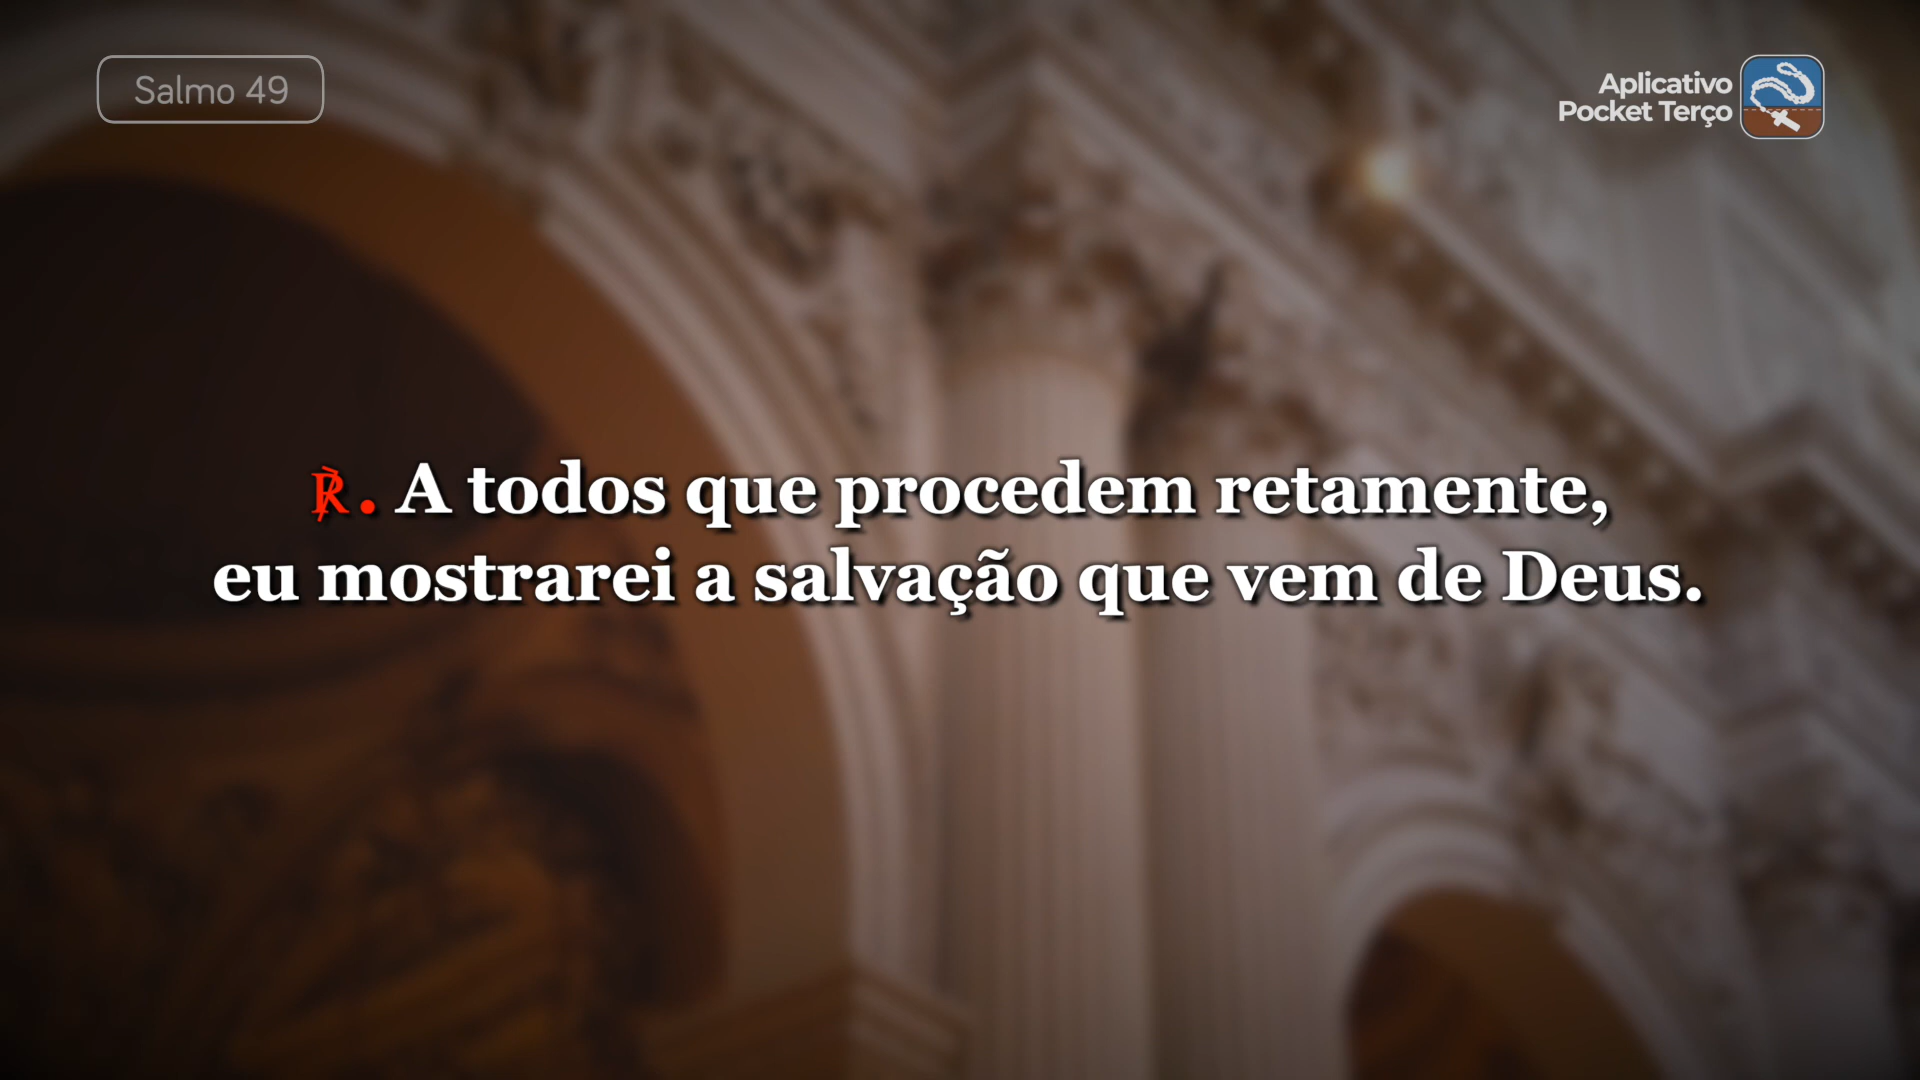 Salmo 49
Aplicativo
Pocket Terço
℟. A todos que procedem retamente,
eu mostrarei a salvação que vem de Deus.